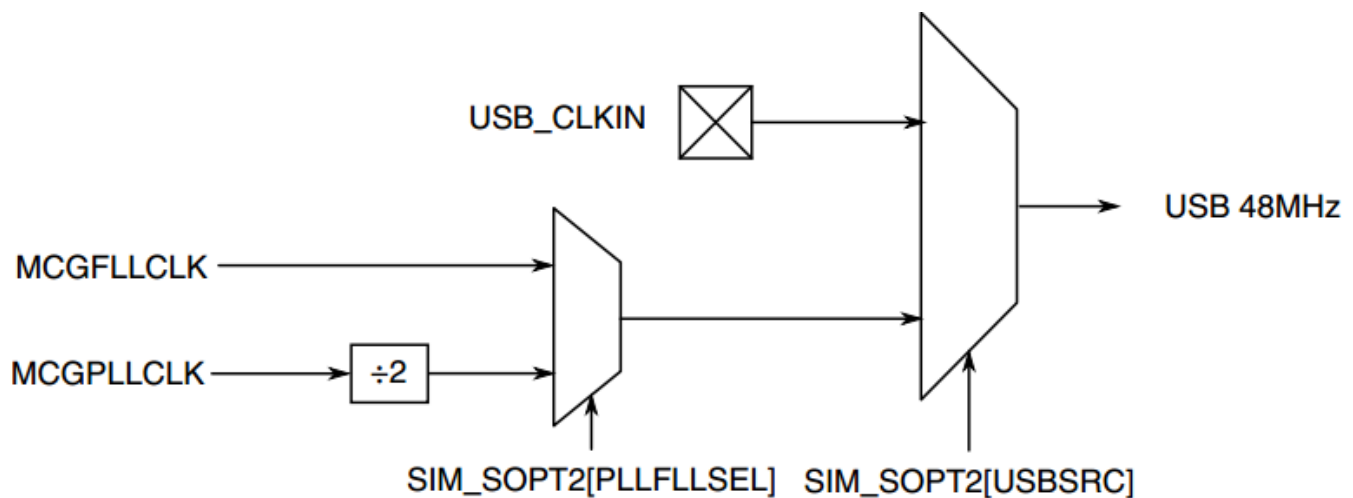 USB_CLKIN
USB 48MHz
MCGFLLCLK
MCGPLLCLK
÷2
SIM_SOPT2[PLLFLLSEL]
SIM_SOPT2[USBSRC]